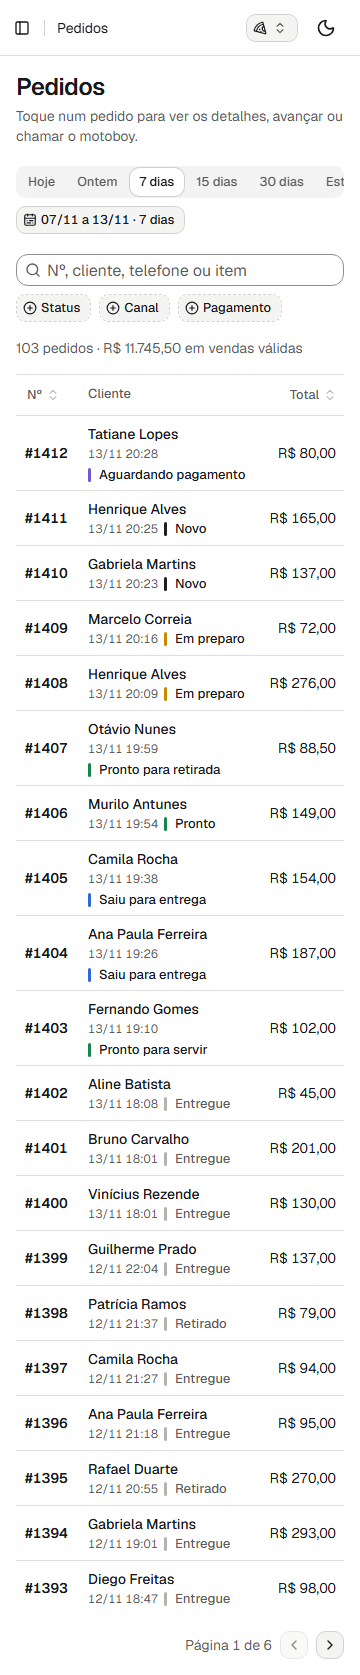 Pedidos
Pedidos
Toque num pedido para ver os detalhes, avançar ou
chamar o motoboy.
Hoje Ontem 7 dias 15 dias 30 dias Est
07/11 a 13/11 · 7 dias
Nº, cliente, telefone ou item
Status Canal Pagamento
103 pedidos · R$ 11.745,50 em vendas válidas
Nº Cliente Total
Tatiane Lopes
#1412 13/11 20:28 R$ 80,00
Aguardando pagamento
Henrique Alves
#1411 13/11 20:25 Novo R$ 165,00
Gabriela Martins
#1410 13/11 20:23 Novo R$ 137,00
Marcelo Correia
#1409 13/11 20:16 Em preparo R$ 72,00
Henrique Alves
#1408 13/11 20:09 Em preparo R$ 276,00
Otávio Nunes
#1407 13/11 19:59 R$ 88,50
Pronto para retirada
Murilo Antunes
#1406 13/11 19:54 Pronto R$ 149,00
Camila Rocha
#1405 13/11 19:38 R$ 154,00
Saiu para entrega
Ana Paula Ferreira
#1404 13/11 19:26 R$ 187,00
Saiu para entrega
Fernando Gomes
#1403 13/11 19:10 R$ 102,00
Pronto para servir
Aline Batista
#1402 13/11 18:08 Entregue R$ 45,00
Bruno Carvalho
#1401 13/11 18:01 Entregue R$ 201,00
Vinícius Rezende
#1400 13/11 18:01 Entregue R$ 130,00
Guilherme Prado
#1399 12/11 22:04 Entregue R$ 137,00
Patrícia Ramos
#1398 12/11 21:37 Retirado R$ 79,00
Camila Rocha
#1397 12/11 21:27 Entregue R$ 94,00
Ana Paula Ferreira
#1396 12/11 21:18 Entregue R$ 95,00
Rafael Duarte
#1395 12/11 20:55 Retirado R$ 270,00
Gabriela Martins
#1394 12/11 19:01 Entregue R$ 293,00
Diego Freitas
#1393 12/11 18:47 Entregue R$ 98,00
Página 1 de 6